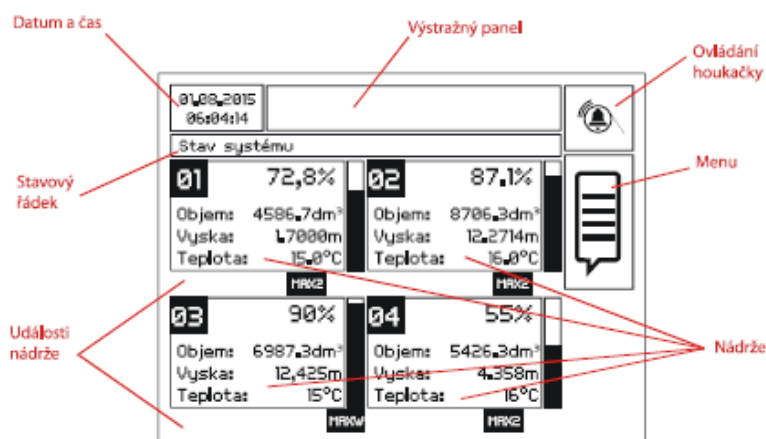 Datum a čas
Výstražný panel
Ovládání
houkačky
01.08.2015
06:04:14
Stav systému
Menu
Stavový
řádek
01 72,8%
Objem: 4586.7dm³
Vyska: 1.7000m
Teplota: 15.0°C
MAX2
02 87.1%
Objem: 8706.3dm³
Vyska: 12.2714m
Teplota: 16.0°C
MAX2
Události
nádrže
03 90%
Objem: 6987.3dm³
Vyska: 12,425m
Teplota: 15°C
MAXW
04 55%
Objem: 5426.3dm³
Vyska: 4.358m
Teplota: 16°C
MAX2
Nádrže